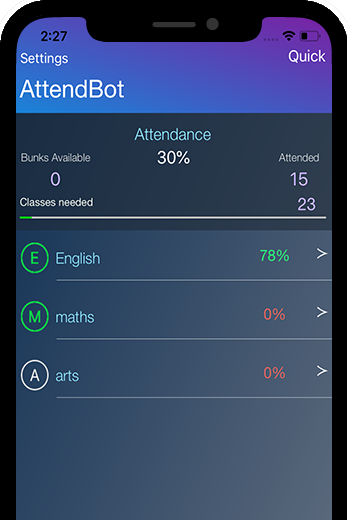 2:27
Settings Quick
AttendBot
Attendance
Bunks Available 30% Attended
0 15
Classes needed 23
E English 78% >
M maths 0% >
A arts 0% >